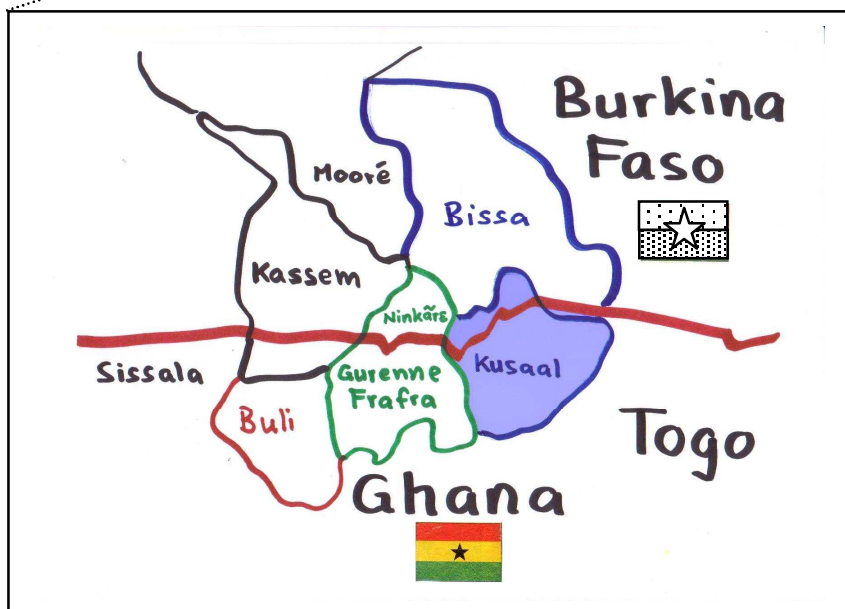 Burkina
Faso
Mooré
Bissa
Kassem
Ninkãrs
Sissala
Gurenne
Frafra
Kusaal
Buli
Togo
Ghana